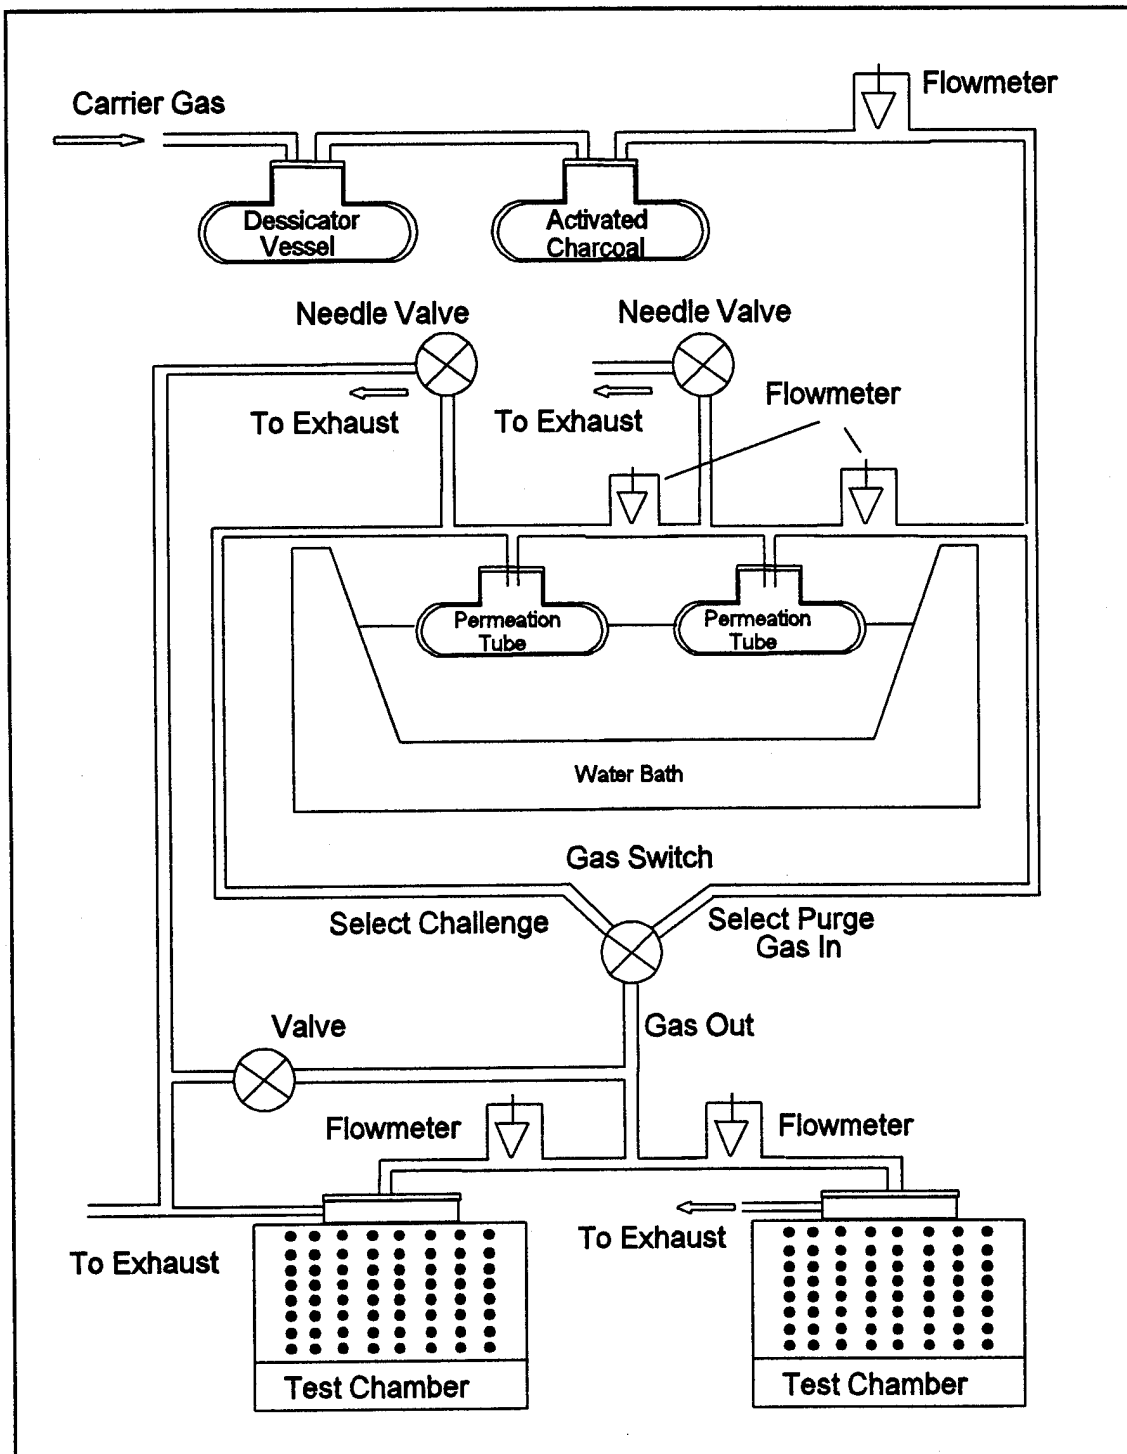 Carrier Gas
Flowmeter
Dessicator
Vessel
Activated
Charcoal
Needle Valve
Needle Valve
Flowmeter
To Exhaust
To Exhaust
Permeation
Tube
Permeation
Tube
Water Bath
Gas Switch
Select Challenge
Select Purge
Gas In
Valve
Gas Out
Flowmeter
Flowmeter
To Exhaust
To Exhaust
Test Chamber
Test Chamber